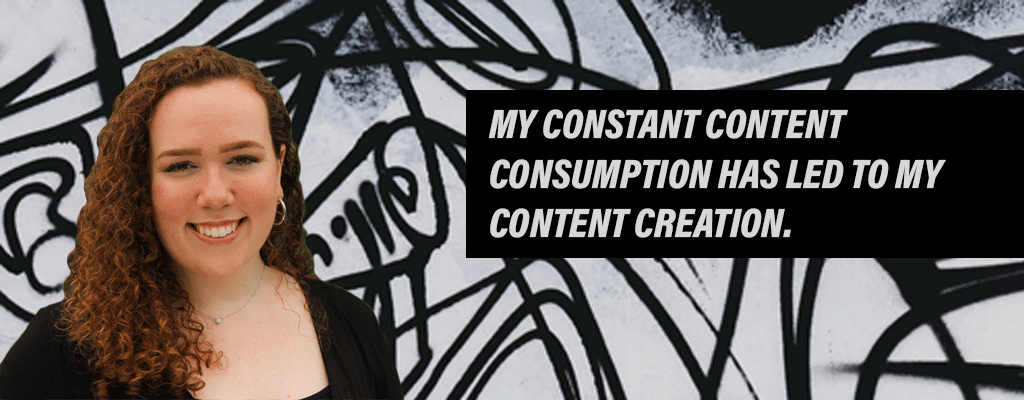 MY CONSTANT CONTENT
CONSUMPTION HAS LED TO MY
CONTENT CREATION.